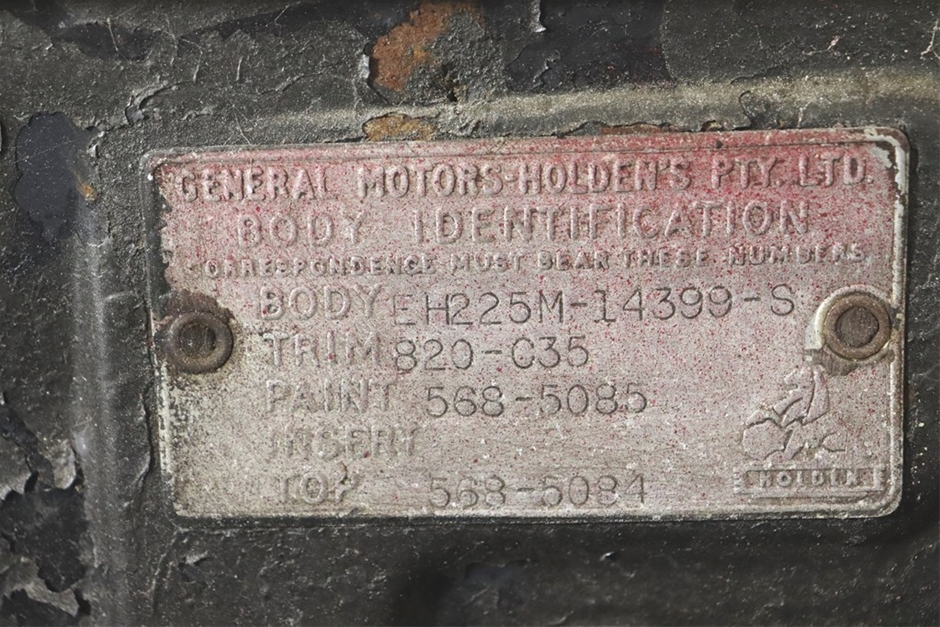 GENERAL MOTORS-HOLDEN'S PTY. LTD.
BODY IDENTIFICATION
CORRESPONDENCE MUST BEAR THESE NUMBERS
BODY EH225M-14399-S
TRIM 820-C35
PAINT 568-5085
INSERT
TOP 568-5084
HOLDEN